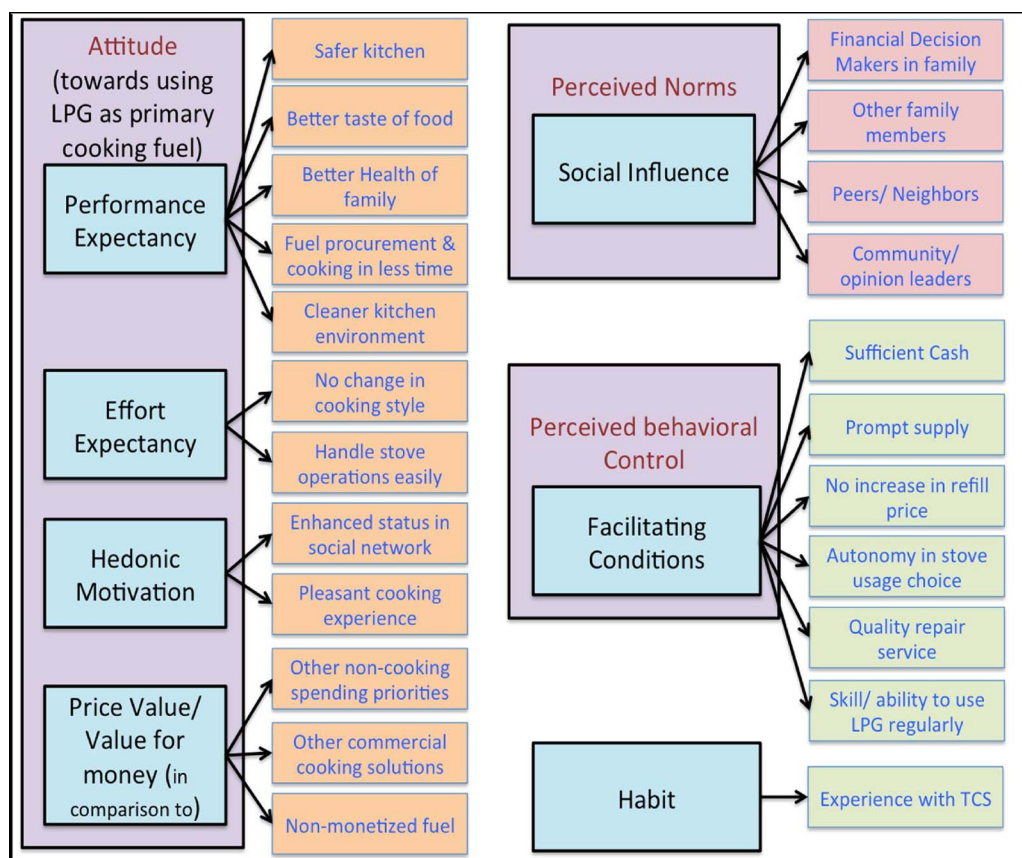 Attitude
(towards using
LPG as primary
cooking fuel)
Performance
Expectancy
Safer kitchen
Better taste of food
Better Health of
family
Fuel procurement &
cooking in less time
Cleaner kitchen
environment
Effort
Expectancy
No change in
cooking style
Handle stove
operations easily
Hedonic
Motivation
Enhanced status in
social network
Pleasant cooking
experience
Price Value/
Value for
money (in
comparison to)
Other non-cooking
spending priorities
Other commercial
cooking solutions
Non-monetized fuel
Perceived Norms
Social Influence
Financial Decision
Makers in family
Other family
members
Peers/ Neighbors
Community/
opinion leaders
Perceived behavioral
Control
Facilitating
Conditions
Sufficient Cash
Prompt supply
No increase in refill
price
Autonomy in stove
usage choice
Quality repair
service
Skill/ ability to use
LPG regularly
Habit
Experience with TCS